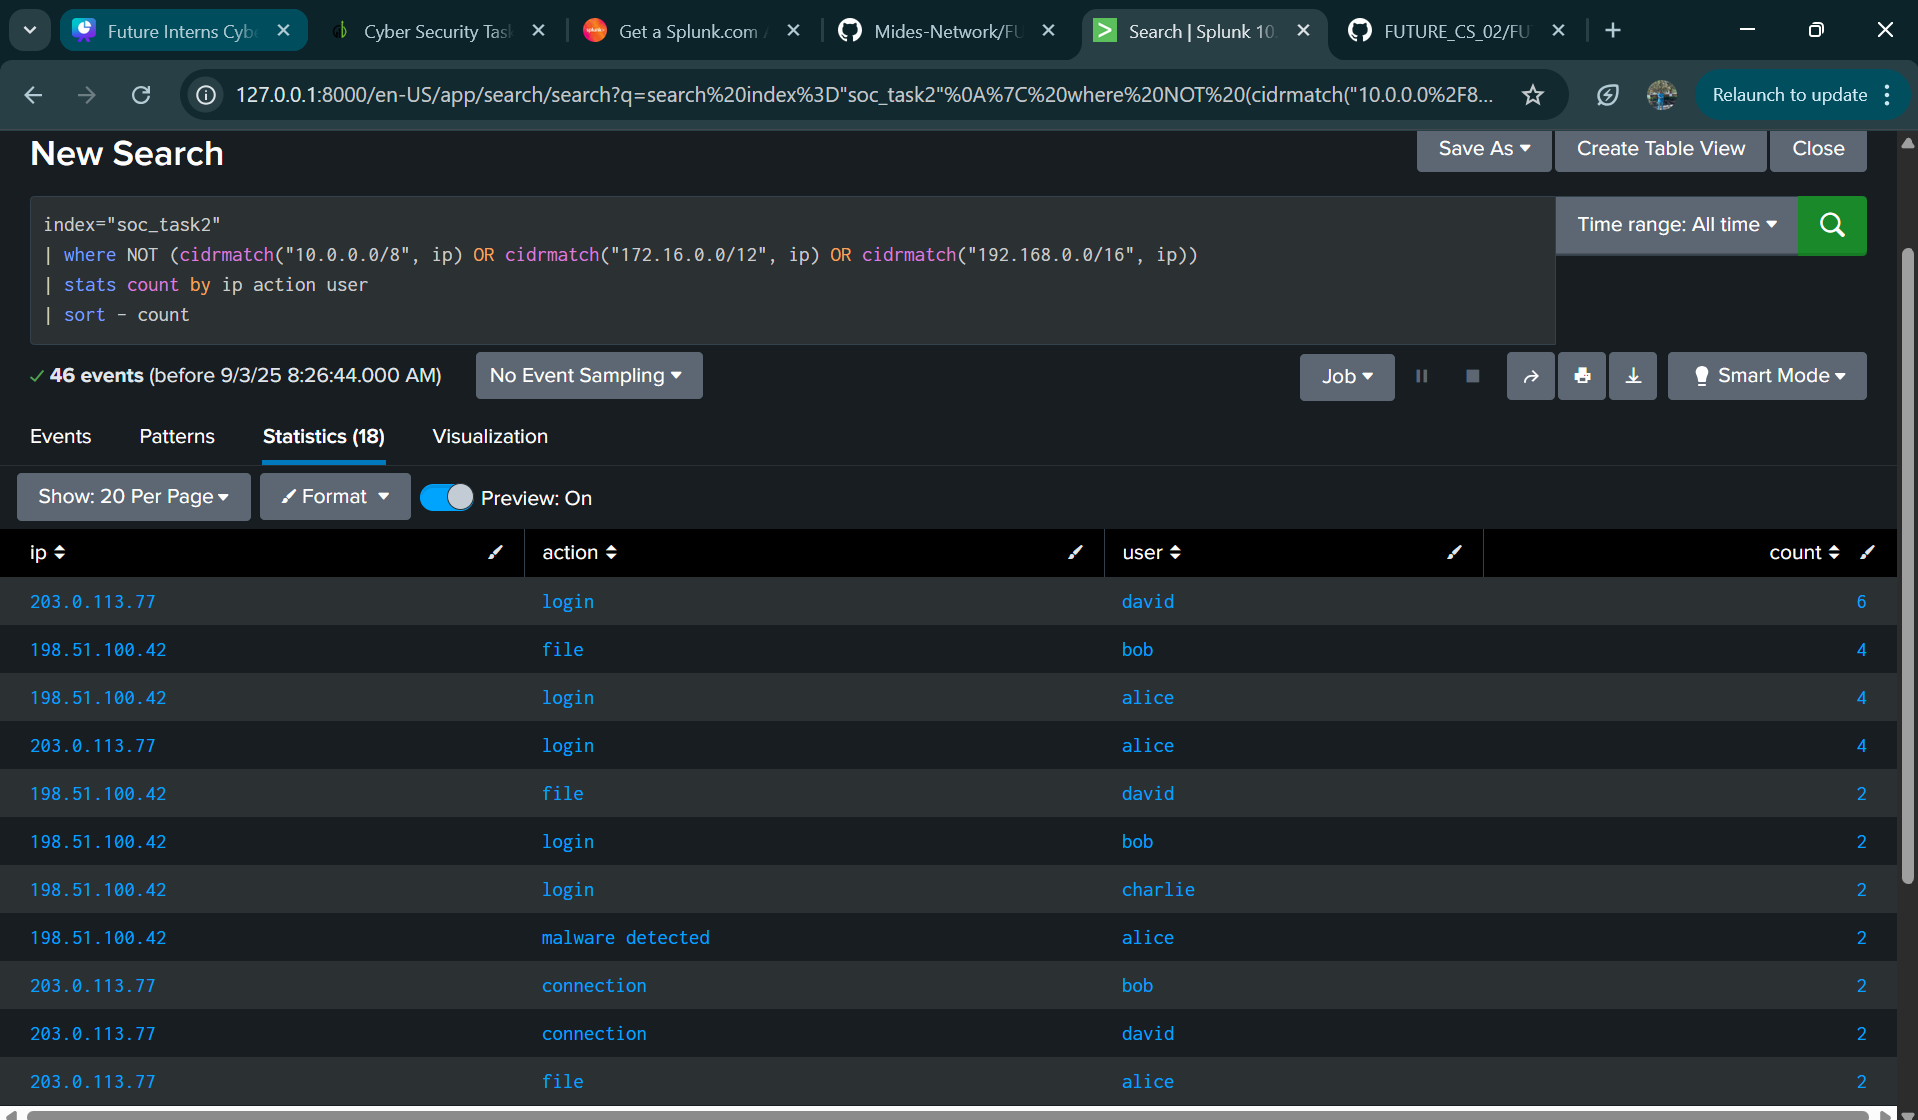 Future Interns Cybe
Cyber Security Task
Get a Splunk.com A
Mides-Network/FU
Search | Splunk 10.
FUTURE_CS_02/FU
127.0.0.1:8000/en-US/app/search/search?q=search%20index%3D"soc_task2"%0A%7C%20where%20NOT%20(cidrmatch("10.0.0.0%2F8...
Relaunch to update
New Search
Save As
Create Table View
Close
index="soc_task2"
| where NOT (cidrmatch("10.0.0.0/8", ip) OR cidrmatch("172.16.0.0/12", ip) OR cidrmatch("192.168.0.0/16", ip))
| stats count by ip action user
| sort - count
Time range: All time
46 events (before 9/3/25 8:26:44.000 AM)
No Event Sampling
Job
Smart Mode
Events
Patterns
Statistics (18)
Visualization
Show: 20 Per Page
Format
Preview: On
ip action user count
203.0.113.77 login david 6
198.51.100.42 file bob 4
198.51.100.42 login alice 4
203.0.113.77 login alice 4
198.51.100.42 file david 2
198.51.100.42 login bob 2
198.51.100.42 login charlie 2
198.51.100.42 malware detected alice 2
203.0.113.77 connection bob 2
203.0.113.77 connection david 2
203.0.113.77 file alice 2